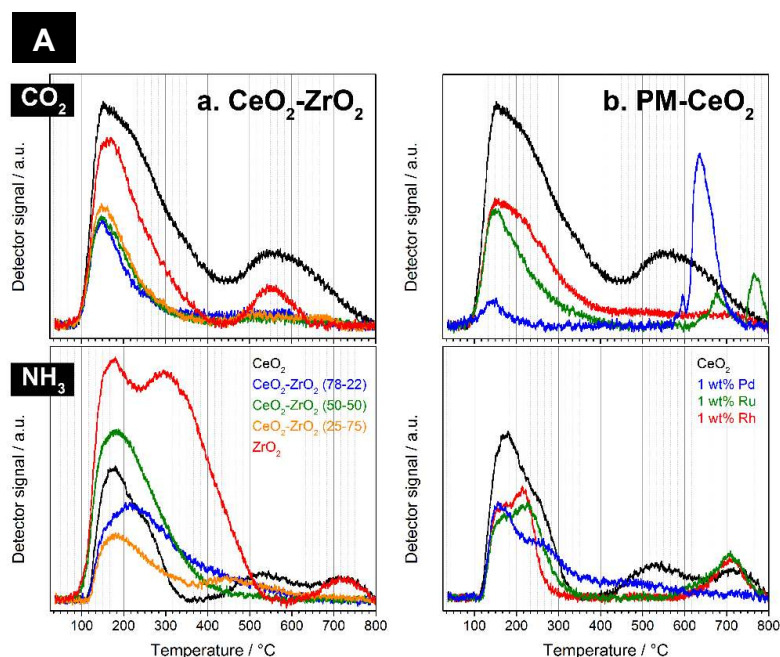 A
CO₂
a. CeO₂-ZrO₂
b. PM-CeO₂
Detector signal / a.u.
Detector signal / a.u.
NH₃
CeO₂
CeO₂-ZrO₂ (78-22)
CeO₂-ZrO₂ (50-50)
CeO₂-ZrO₂ (25-75)
ZrO₂
CeO₂
1 wt% Pd
1 wt% Ru
1 wt% Rh
Detector signal / a.u.
Detector signal / a.u.
100 200 300 400 500 600 700 800
100 200 300 400 500 600 700 800
Temperature / °C
Temperature / °C